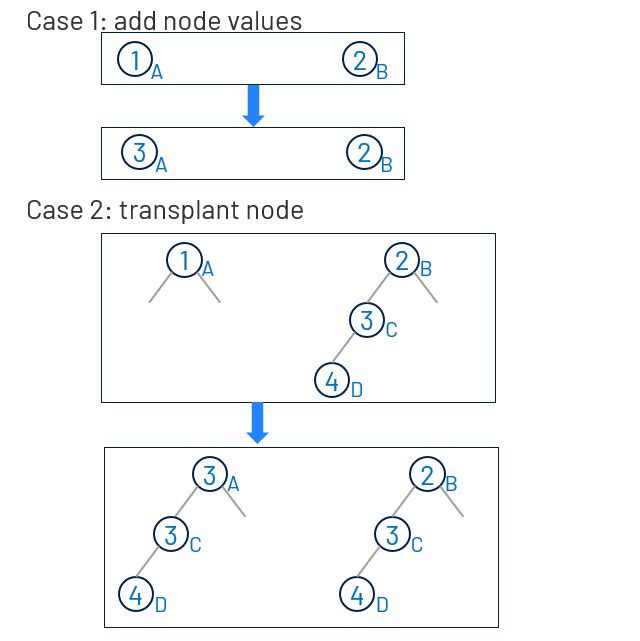 Case 1: add node values
1 A 2 B
3 A 2 B
Case 2: transplant node
1 A 2 B
3 C
4 D
3 A 2 B
3 C 3 C
4 D 4 D